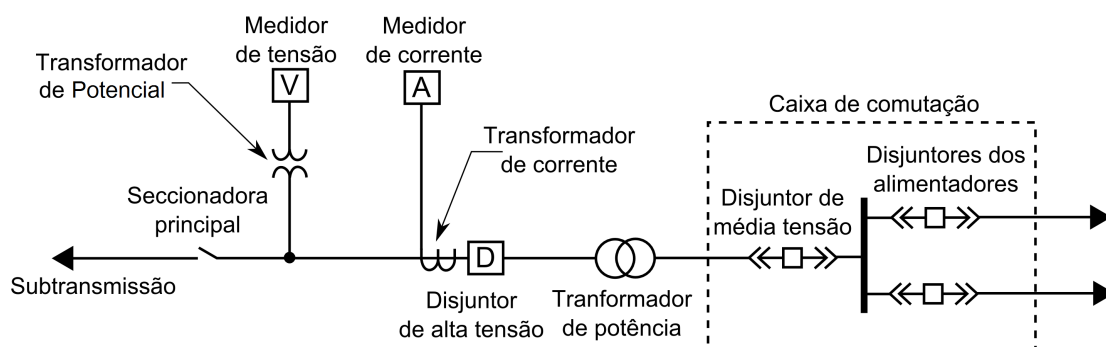 Medidor
de tensão
Medidor
de corrente
Transformador
de Potencial
V
A
Caixa de comutação
Transformador
de corrente
Disjuntores dos
alimentadores
Seccionadora
principal
Disjuntor de
média tensão
D
Subtransmissão
Disjuntor
de alta tensão
Tranformador
de potência